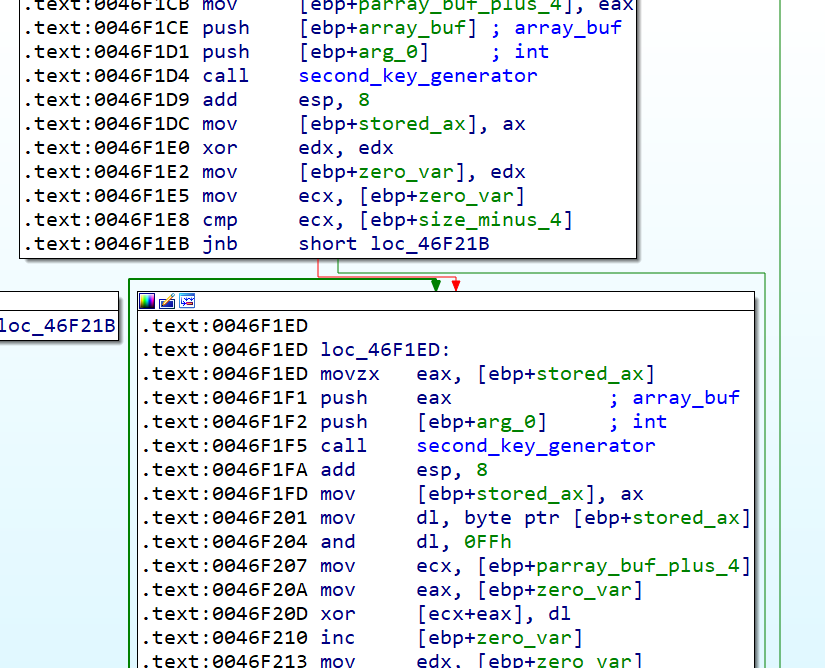 .text:0046F1CB mov [ebp+parray_buf_plus_4], eax
.text:0046F1CE push [ebp+array_buf] ; array_buf
.text:0046F1D1 push [ebp+arg_0] ; int
.text:0046F1D4 call second_key_generator
.text:0046F1D9 add esp, 8
.text:0046F1DC mov [ebp+stored_ax], ax
.text:0046F1E0 xor edx, edx
.text:0046F1E2 mov [ebp+zero_var], edx
.text:0046F1E5 mov ecx, [ebp+zero_var]
.text:0046F1E8 cmp ecx, [ebp+size_minus_4]
.text:0046F1EB jnb short loc_46F21B
loc_46F21B
.text:0046F1ED
.text:0046F1ED loc_46F1ED:
.text:0046F1ED movzx eax, [ebp+stored_ax]
.text:0046F1F1 push eax ; array_buf
.text:0046F1F2 push [ebp+arg_0] ; int
.text:0046F1F5 call second_key_generator
.text:0046F1FA add esp, 8
.text:0046F1FD mov [ebp+stored_ax], ax
.text:0046F201 mov dl, byte ptr [ebp+stored_ax]
.text:0046F204 and dl, 0FFh
.text:0046F207 mov ecx, [ebp+parray_buf_plus_4]
.text:0046F20A mov eax, [ebp+zero_var]
.text:0046F20D xor [ecx+eax], dl
.text:0046F210 inc [ebp+zero_var]
.text:0046F213 mov edx, [ebp+zero_var]